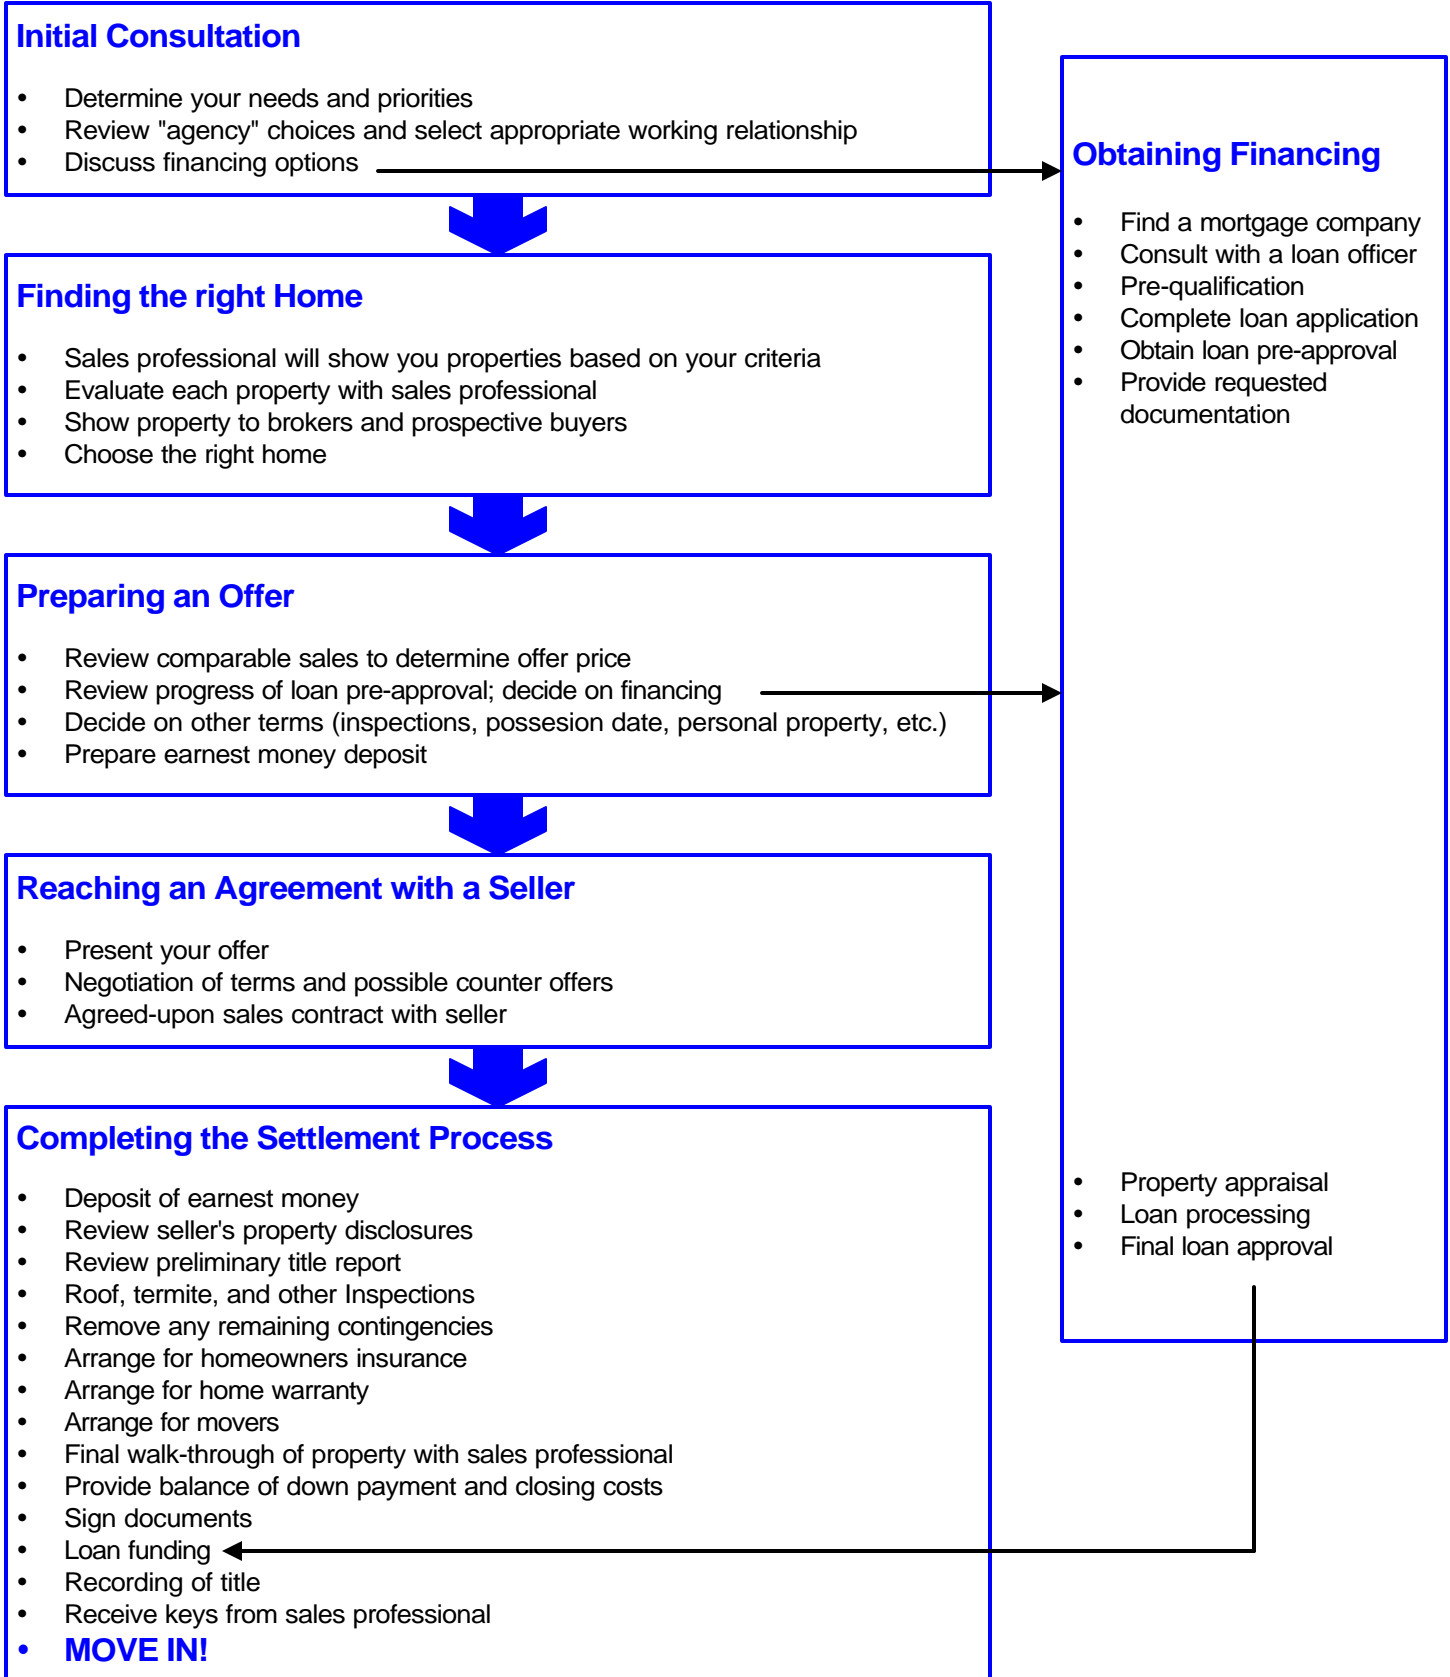 Initial Consultation
• Determine your needs and priorities
• Review "agency" choices and select appropriate working relationship
• Discuss financing options
Finding the right Home
• Sales professional will show you properties based on your criteria
• Evaluate each property with sales professional
• Show property to brokers and prospective buyers
• Choose the right home
Preparing an Offer
• Review comparable sales to determine offer price
• Review progress of loan pre-approval; decide on financing
• Decide on other terms (inspections, possesion date, personal property, etc.)
• Prepare earnest money deposit
Reaching an Agreement with a Seller
• Present your offer
• Negotiation of terms and possible counter offers
• Agreed-upon sales contract with seller
Completing the Settlement Process
• Deposit of earnest money
• Review seller's property disclosures
• Review preliminary title report
• Roof, termite, and other Inspections
• Remove any remaining contingencies
• Arrange for homeowners insurance
• Arrange for home warranty
• Arrange for movers
• Final walk-through of property with sales professional
• Provide balance of down payment and closing costs
• Sign documents
• Loan funding
• Recording of title
• Receive keys from sales professional
• MOVE IN!
Obtaining Financing
• Find a mortgage company
• Consult with a loan officer
• Pre-qualification
• Complete loan application
• Obtain loan pre-approval
• Provide requested
documentation
• Property appraisal
• Loan processing
• Final loan approval